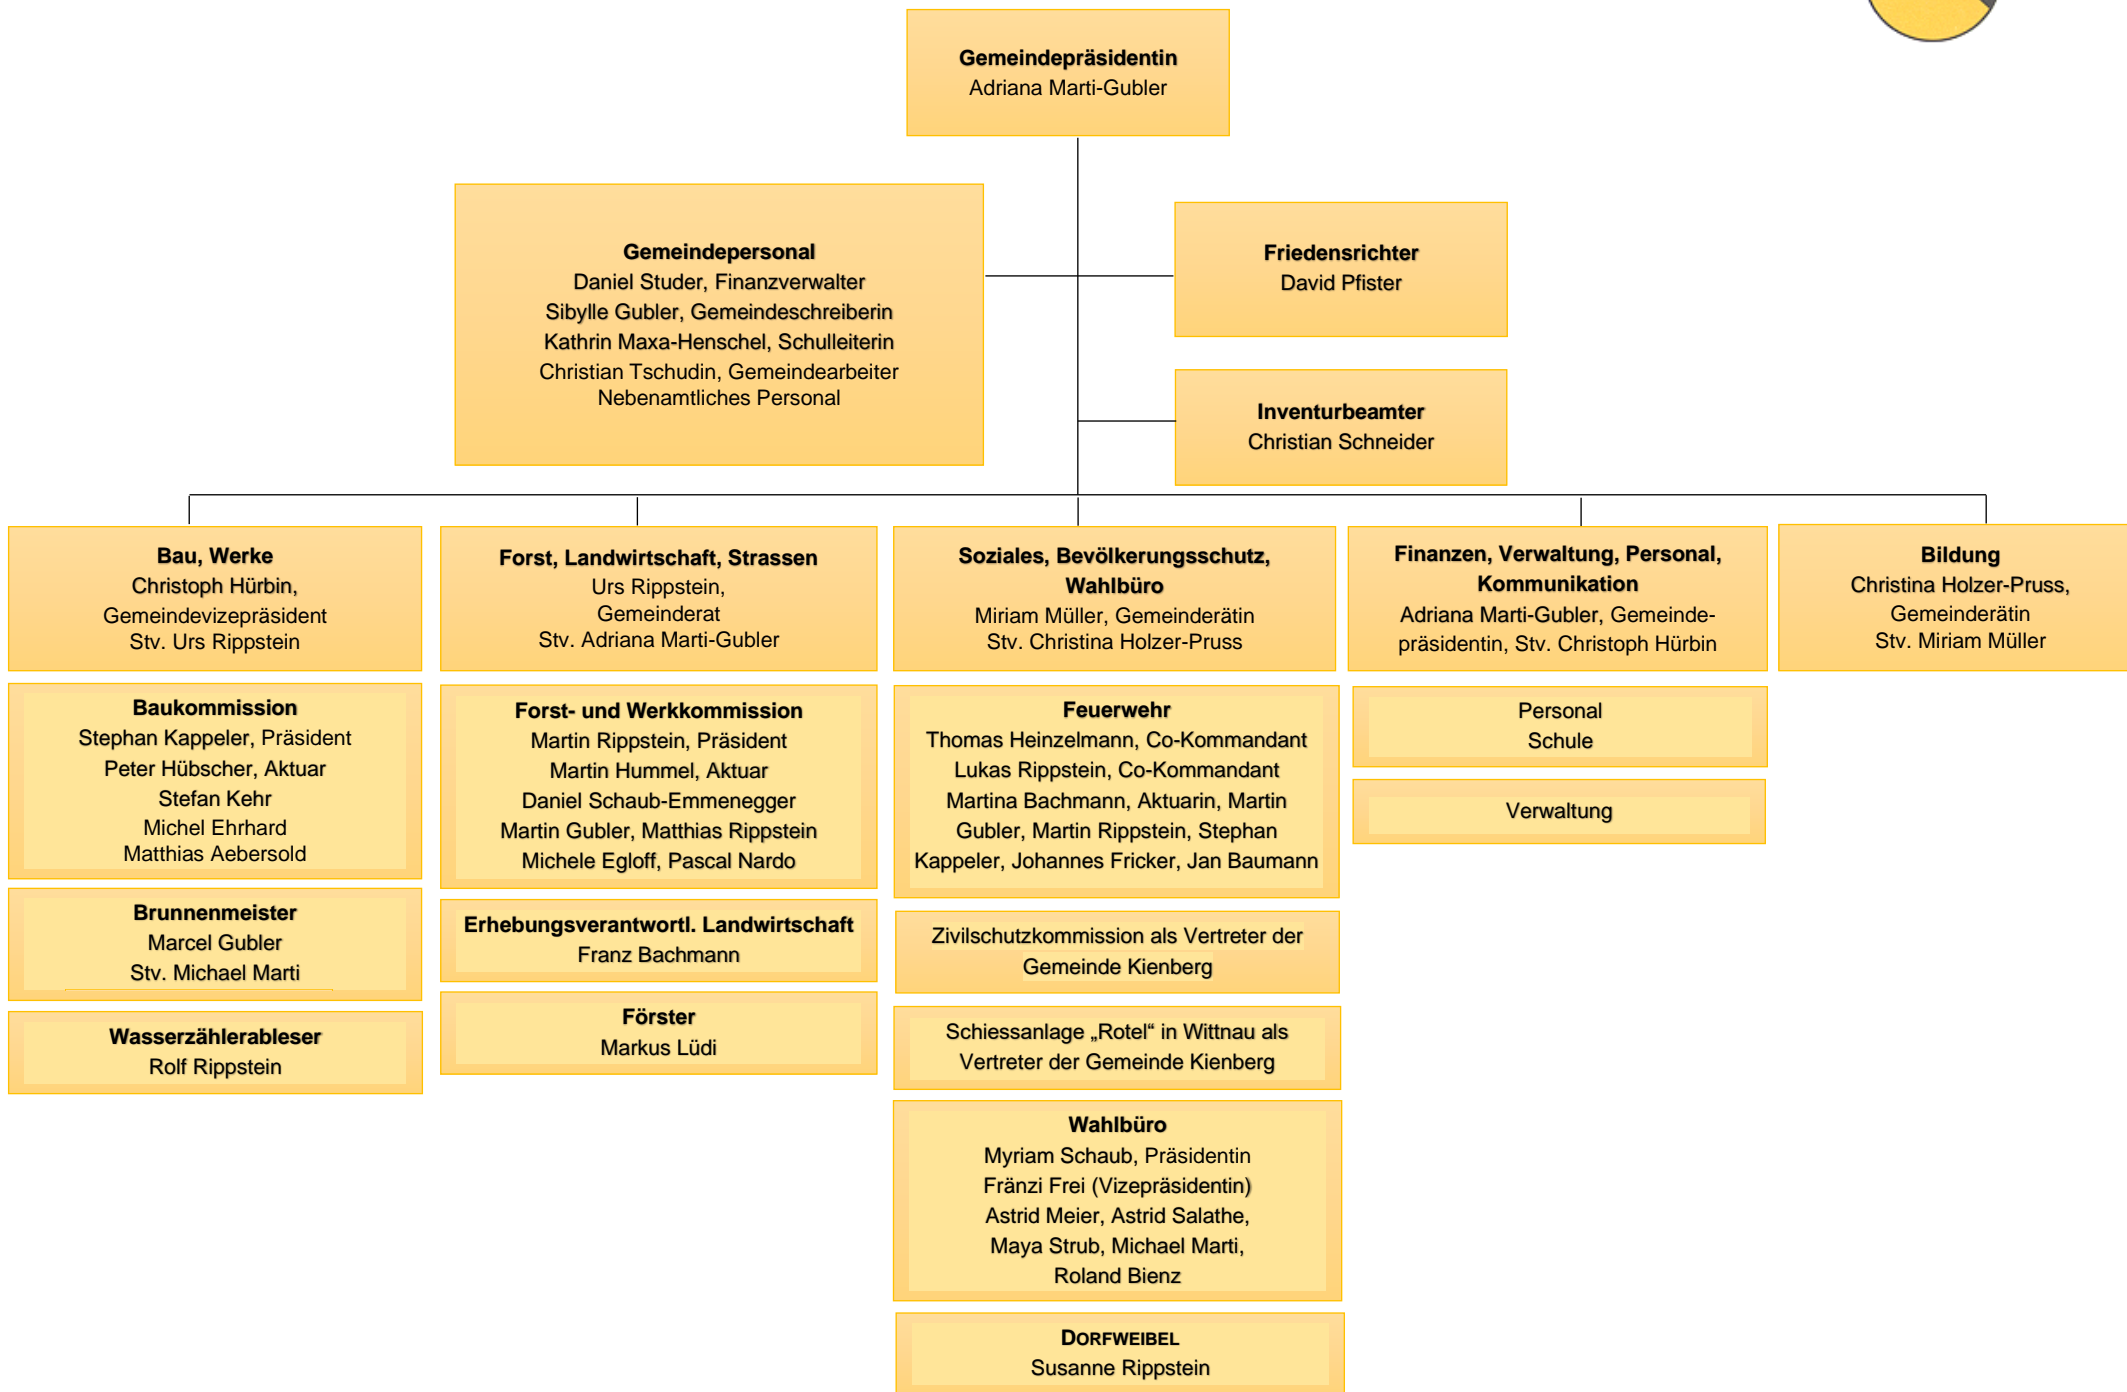 Gemeindepräsidentin
Adriana Marti-Gubler
Gemeindepersonal
Daniel Studer, Finanzverwalter
Sibylle Gubler, Gemeindeschreiberin
Kathrin Maxa-Henschel, Schulleiterin
Christian Tschudin, Gemeindearbeiter
Nebenamtliches Personal
Friedensrichter
David Pfister
Inventurbeamter
Christian Schneider
Bau, Werke
Christoph Hürbin,
Gemeindevizepräsident
Stv. Urs Rippstein
Baukommission
Stephan Kappeler, Präsident
Peter Hübscher, Aktuar
Stefan Kehr
Michel Ehrhard
Matthias Aebersold
Brunnenmeister
Marcel Gubler
Stv. Michael Marti
Wasserzählerableser
Rolf Rippstein
Forst, Landwirtschaft, Strassen
Urs Rippstein,
Gemeinderat
Stv. Adriana Marti-Gubler
Forst- und Werkkommission
Martin Rippstein, Präsident
Martin Hummel, Aktuar
Daniel Schaub-Emmenegger
Martin Gubler, Matthias Rippstein
Michele Egloff, Pascal Nardo
Erhebungsverantwortl. Landwirtschaft
Franz Bachmann
Förster
Markus Lüdi
Soziales, Bevölkerungsschutz,
Wahlbüro
Miriam Müller, Gemeinderätin
Stv. Christina Holzer-Pruss
Feuerwehr
Thomas Heinzelmann, Co-Kommandant
Lukas Rippstein, Co-Kommandant
Martina Bachmann, Aktuarin, Martin
Gubler, Martin Rippstein, Stephan
Kappeler, Johannes Fricker, Jan Baumann
Zivilschutzkommission als Vertreter der
Gemeinde Kienberg
Schiessanlage „Rotel“ in Wittnau als
Vertreter der Gemeinde Kienberg
Wahlbüro
Myriam Schaub, Präsidentin
Fränzi Frei (Vizepräsidentin)
Astrid Meier, Astrid Salathe,
Maya Strub, Michael Marti,
Roland Bienz
DORFWEIBEL
Susanne Rippstein
Finanzen, Verwaltung, Personal,
Kommunikation
Adriana Marti-Gubler, Gemeinde-
präsidentin, Stv. Christoph Hürbin
Personal
Schule
Verwaltung
Bildung
Christina Holzer-Pruss,
Gemeinderätin
Stv. Miriam Müller